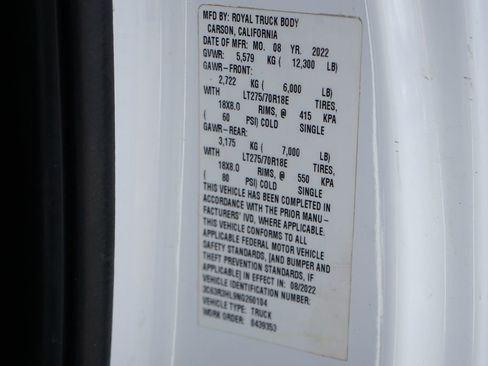 MFD BY: ROYAL TRUCK BODY
CARSON, CALIFORNIA
DATE OF MFR: MO. 08 YR. 2022
GVWR: 5,579 KG ( 12,300 LB)
GAWR-FRONT:
2,722 KG ( 6,000 LB)
WITH LT275/70R18E TIRES,
18X8.0 RIMS, @ 415 KPA
( 60 PSI) COLD SINGLE
GAWR-REAR:
3,175 KG ( 7,000 LB)
WITH LT275/70R18E TIRES,
18X8.0 RIMS, @ 550 KPA
( 80 PSI) COLD SINGLE
THIS VEHICLE HAS BEEN COMPLETED IN
ACCORDANCE WITH THE PRIOR MANU-
FACTURERS' IVD, WHERE APPLICABLE.
THIS VEHICLE CONFORMS TO ALL
APPLICABLE FEDERAL MOTOR VEHICLE
SAFETY STANDARDS, [AND BUMPER AND
THEFT PREVENTION STANDARDS, IF
APPLICABLE] IN EFFECT IN: 08/2022
VEHICLE IDENTIFICATION NUMBER:
3C63R3HL9NG260104
VEHICLE TYPE: TRUCK
WORK ORDER: 0439353